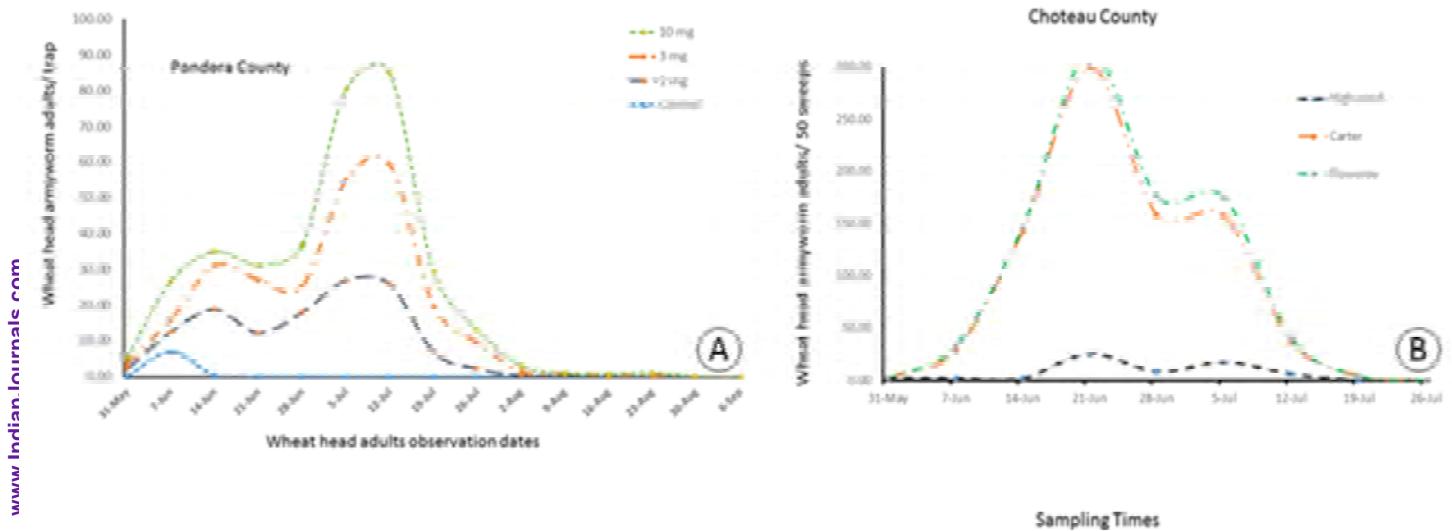 Pandera County
Wheat head armyworm adults/ trap
100.00
90.00
80.00
70.00
60.00
50.00
40.00
30.00
20.00
10.00
0.00
10 mg
3 mg
A
31-May
7-Jun
14-Jun
21-Jun
28-Jun
5-Jul
12-Jul
19-Jul
26-Jul
2-Aug
9-Aug
16-Aug
23-Aug
30-Aug
6-Sep
Wheat head adults observation dates
Choteau County
Wheat head armyworm adults/ 50 sweeps
300.00
250.00
200.00
150.00
100.00
50.00
0.00
Carter
B
31-May
7-Jun
14-Jun
21-Jun
28-Jun
5-Jul
12-Jul
19-Jul
26-Jul
Sampling Times
www.IndianJournals.com